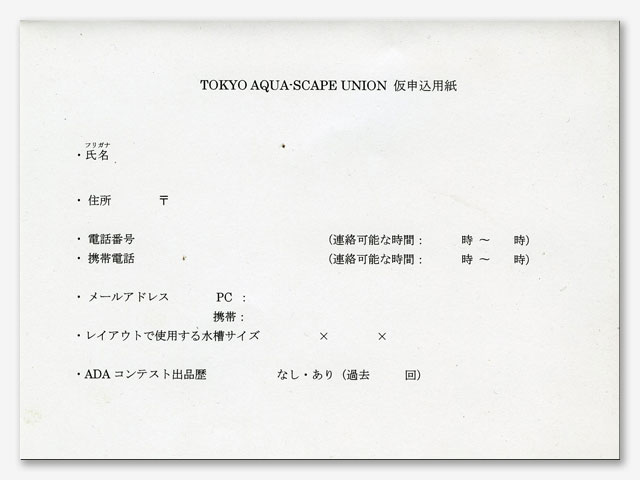 TOKYO AQUA-SCAPE UNION 仮申込用紙
フリガナ
・氏名
・住所 〒
・電話番号 (連絡可能な時間： 時 ～ 時)
・携帯電話 (連絡可能な時間： 時 ～ 時)
・メールアドレス PC ：
携帯：
・レイアウトで使用する水槽サイズ × ×
・ADA コンテスト出品歴 なし・あり（過去 回）